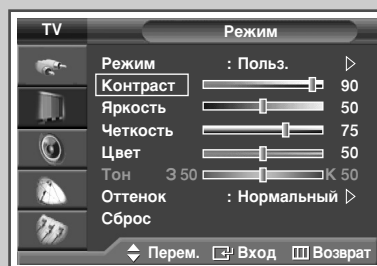 TV Режим
Режим : Польз.
Контраст 90
Яркость 50
Четкость 75
Цвет 50
Тон З 50 К 50
Оттенок : Нормальный
Сброс
Перем. Вход Возврат